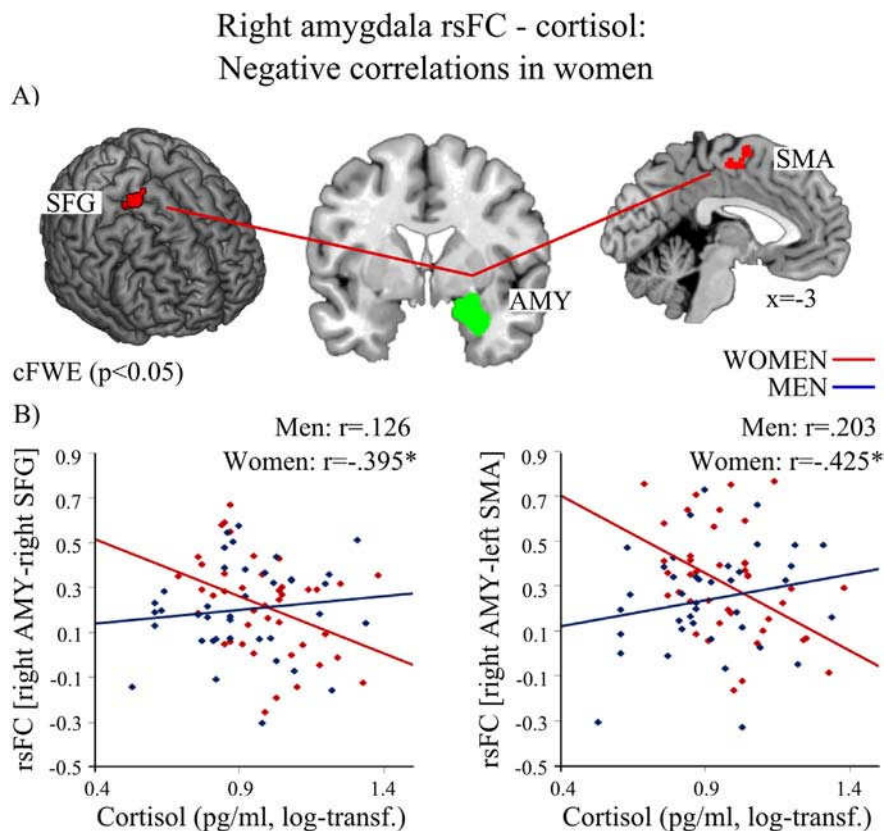 Right amygdala rsFC - cortisol:
Negative correlations in women
A)
SFG
AMY
SMA
x=-3
cFWE (p<0.05)
WOMEN
MEN
B)
Men: r=.126
Women: r=-.395*
rsFC [right AMY-right SFG]
0.9
0.7
0.5
0.3
0.1
-0.1
-0.3
-0.5
0.4
0.9
1.4
Cortisol (pg/ml, log-transf.)
Men: r=.203
Women: r=-.425*
rsFC [right AMY-left SMA]
0.9
0.7
0.5
0.3
0.1
-0.1
-0.3
-0.5
0.4
0.9
1.4
Cortisol (pg/ml, log-transf.)